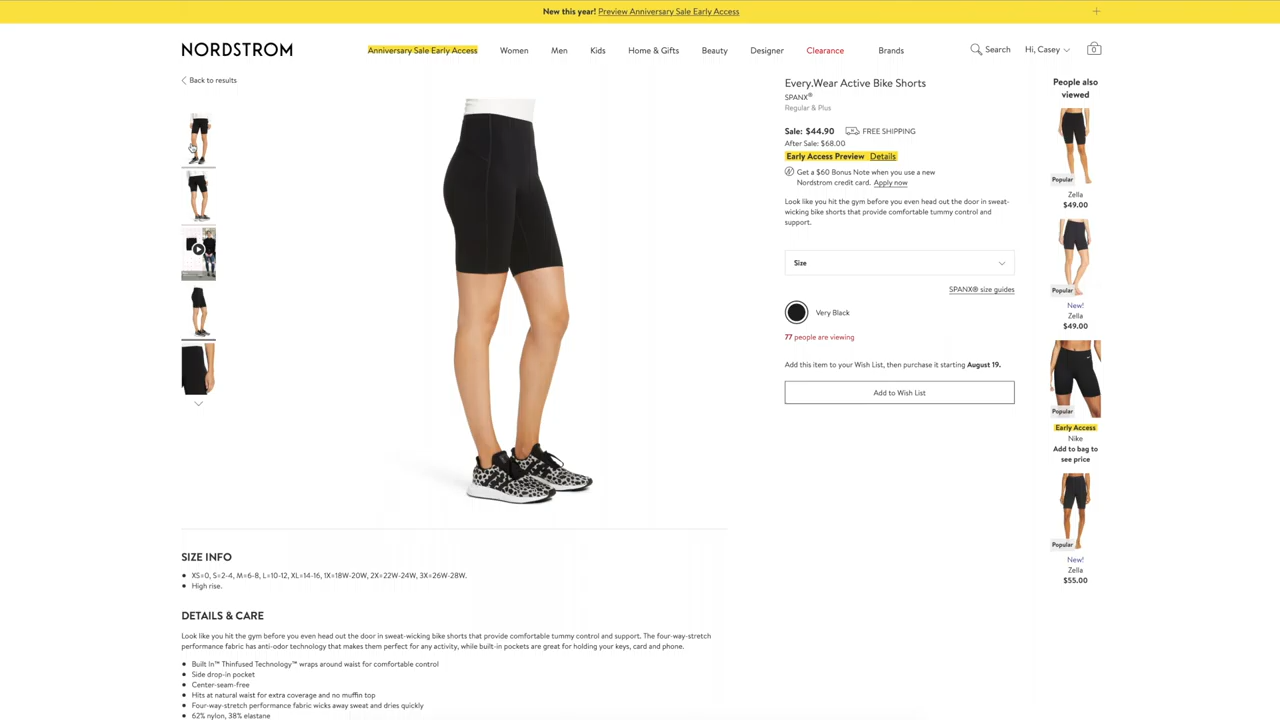 New this year! Preview Anniversary Sale Early Access
NORDSTROM
Anniversary Sale Early Access
Women
Men
Kids
Home & Gifts
Beauty
Designer
Clearance
Brands
Search
Hi, Casey
0
Back to results
Every.Wear Active Bike Shorts
SPANX®
Regular & Plus
Sale: $44.90 FREE SHIPPING
After Sale: $68.00
Early Access Preview Details
Get a $60 Bonus Note when you use a new
Nordstrom credit card. Apply now
Look like you hit the gym before you even head out the door in sweat-
wicking bike shorts that provide comfortable tummy control and
support.
Size
SPANX® size guides
Very Black
77 people are viewing
Add this item to your Wish List, then purchase it starting August 19.
Add to Wish List
People also
viewed
Popular
Zella
$49.00
Popular
New!
Zella
$49.00
Popular
Early Access
Nike
Add to bag to
see price
Popular
New!
Zella
$55.00
SIZE INFO
XS=0, S=2-4, M=6-8, L=10-12, XL=14-16, 1X=18W-20W, 2X=22W-24W, 3X=26W-28W.
High rise.
DETAILS & CARE
Look like you hit the gym before you even head out the door in sweat-wicking bike shorts that provide comfortable tummy control and support. The four-way-stretch
performance fabric has anti-odor technology that makes them perfect for any activity, while built-in pockets are great for holding your keys, card and phone.
Built In™ Thinfused Technology™ wraps around waist for comfortable control
Side drop-in pocket
Center-seam-free
Hits at natural waist for extra coverage and no muffin top
Four-way-stretch performance fabric wicks away sweat and dries quickly
62% nylon, 38% elastane